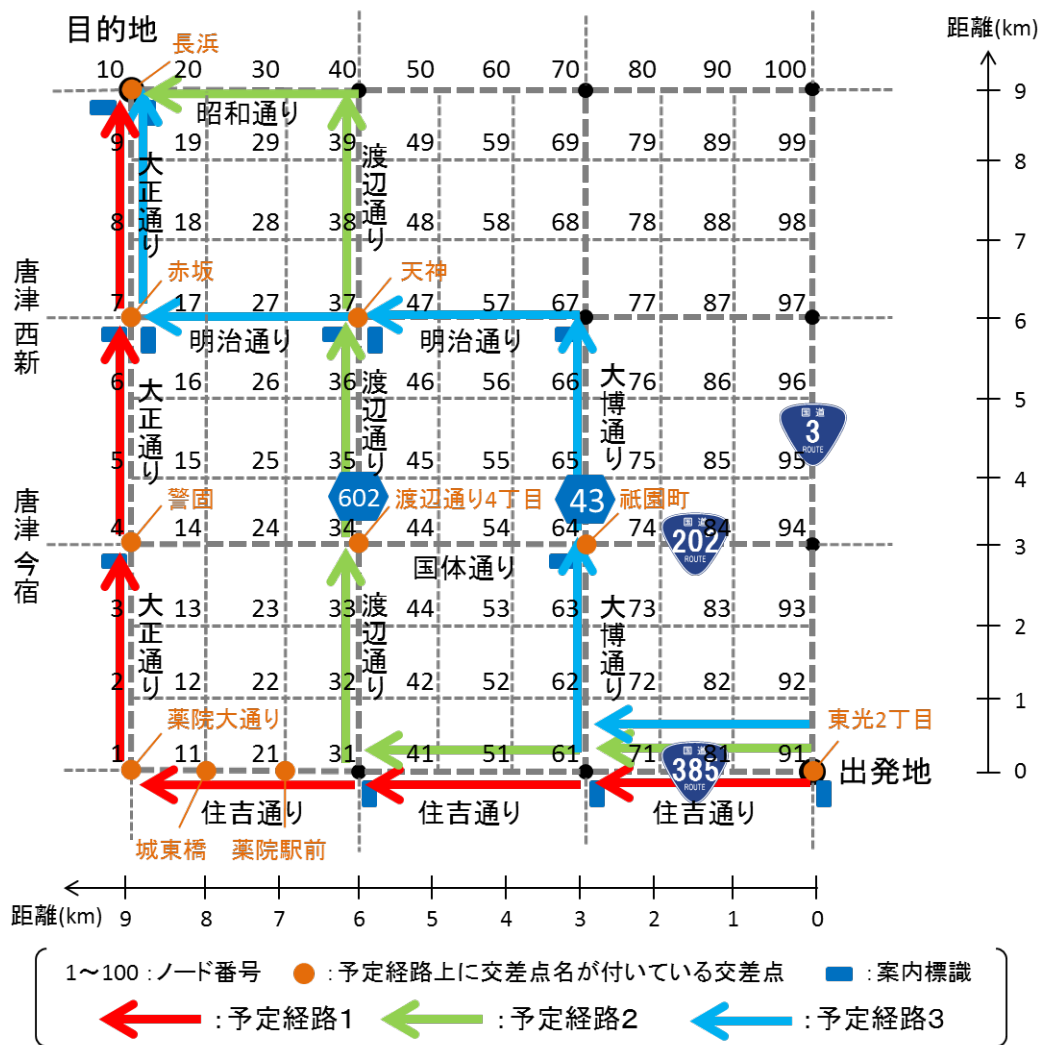 目的地
距離(km)
長浜
10 20 30 40 50 60 70 80 90 100
9
昭和通り
9 19 29 39 49 59 69 79 89 99
8
大正通り
渡辺通り
8 18 28 38 48 58 68 78 88 98
7
唐津 西新
赤坂
天神
7 17 27 37 47 57 67 77 87 97
6
明治通り
明治通り
6 16 26 36 46 56 66 76 86 96
5
大正通り
渡辺通り
大博通り
国道
3
ROUTE
5 15 25 35 45 55 65 75 85 95
4
唐津 今宿
警固
602
渡辺通り4丁目
43
祇園町
国道
202
ROUTE
4 14 24 34 44 54 64 74 84 94
3
国体通り
3 13 23 33 44 53 63 73 83 93
2
大正通り
渡辺通り
大博通り
2 12 22 32 42 52 62 72 82 92
1
薬院大通り
東光2丁目
1 11 21 31 41 51 61 71 81 91
0
国道
385
ROUTE
出発地
住吉通り
住吉通り
住吉通り
城東橋
薬院駅前
距離(km)
9 8 7 6 5 4 3 2 1 0
1～100 : ノード番号
: 予定経路上に交差点名が付いている交差点
: 案内標識
: 予定経路1
: 予定経路2
: 予定経路3